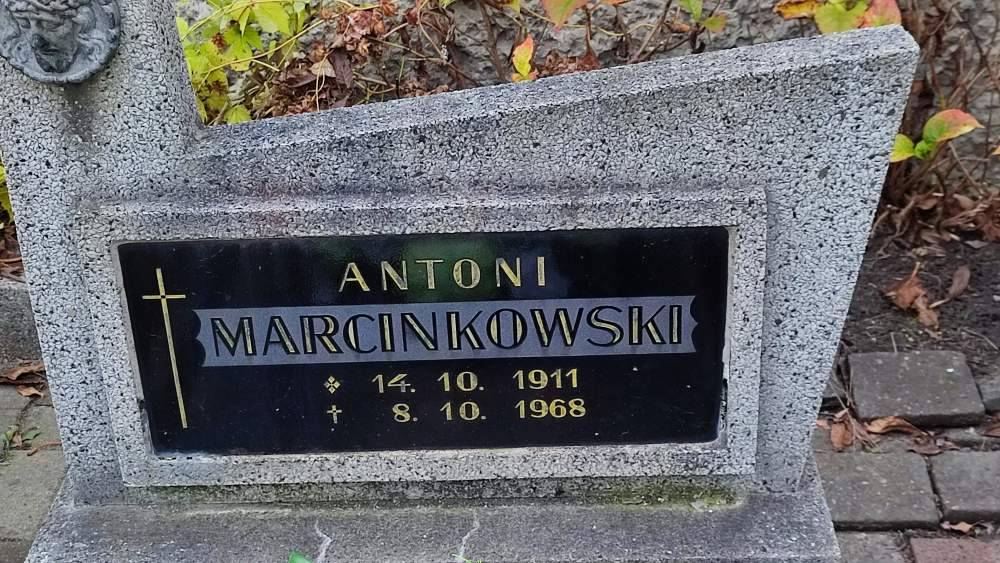 ANTONI
MARCINKOWSKI
14. 10. 1911
† 8. 10. 1968